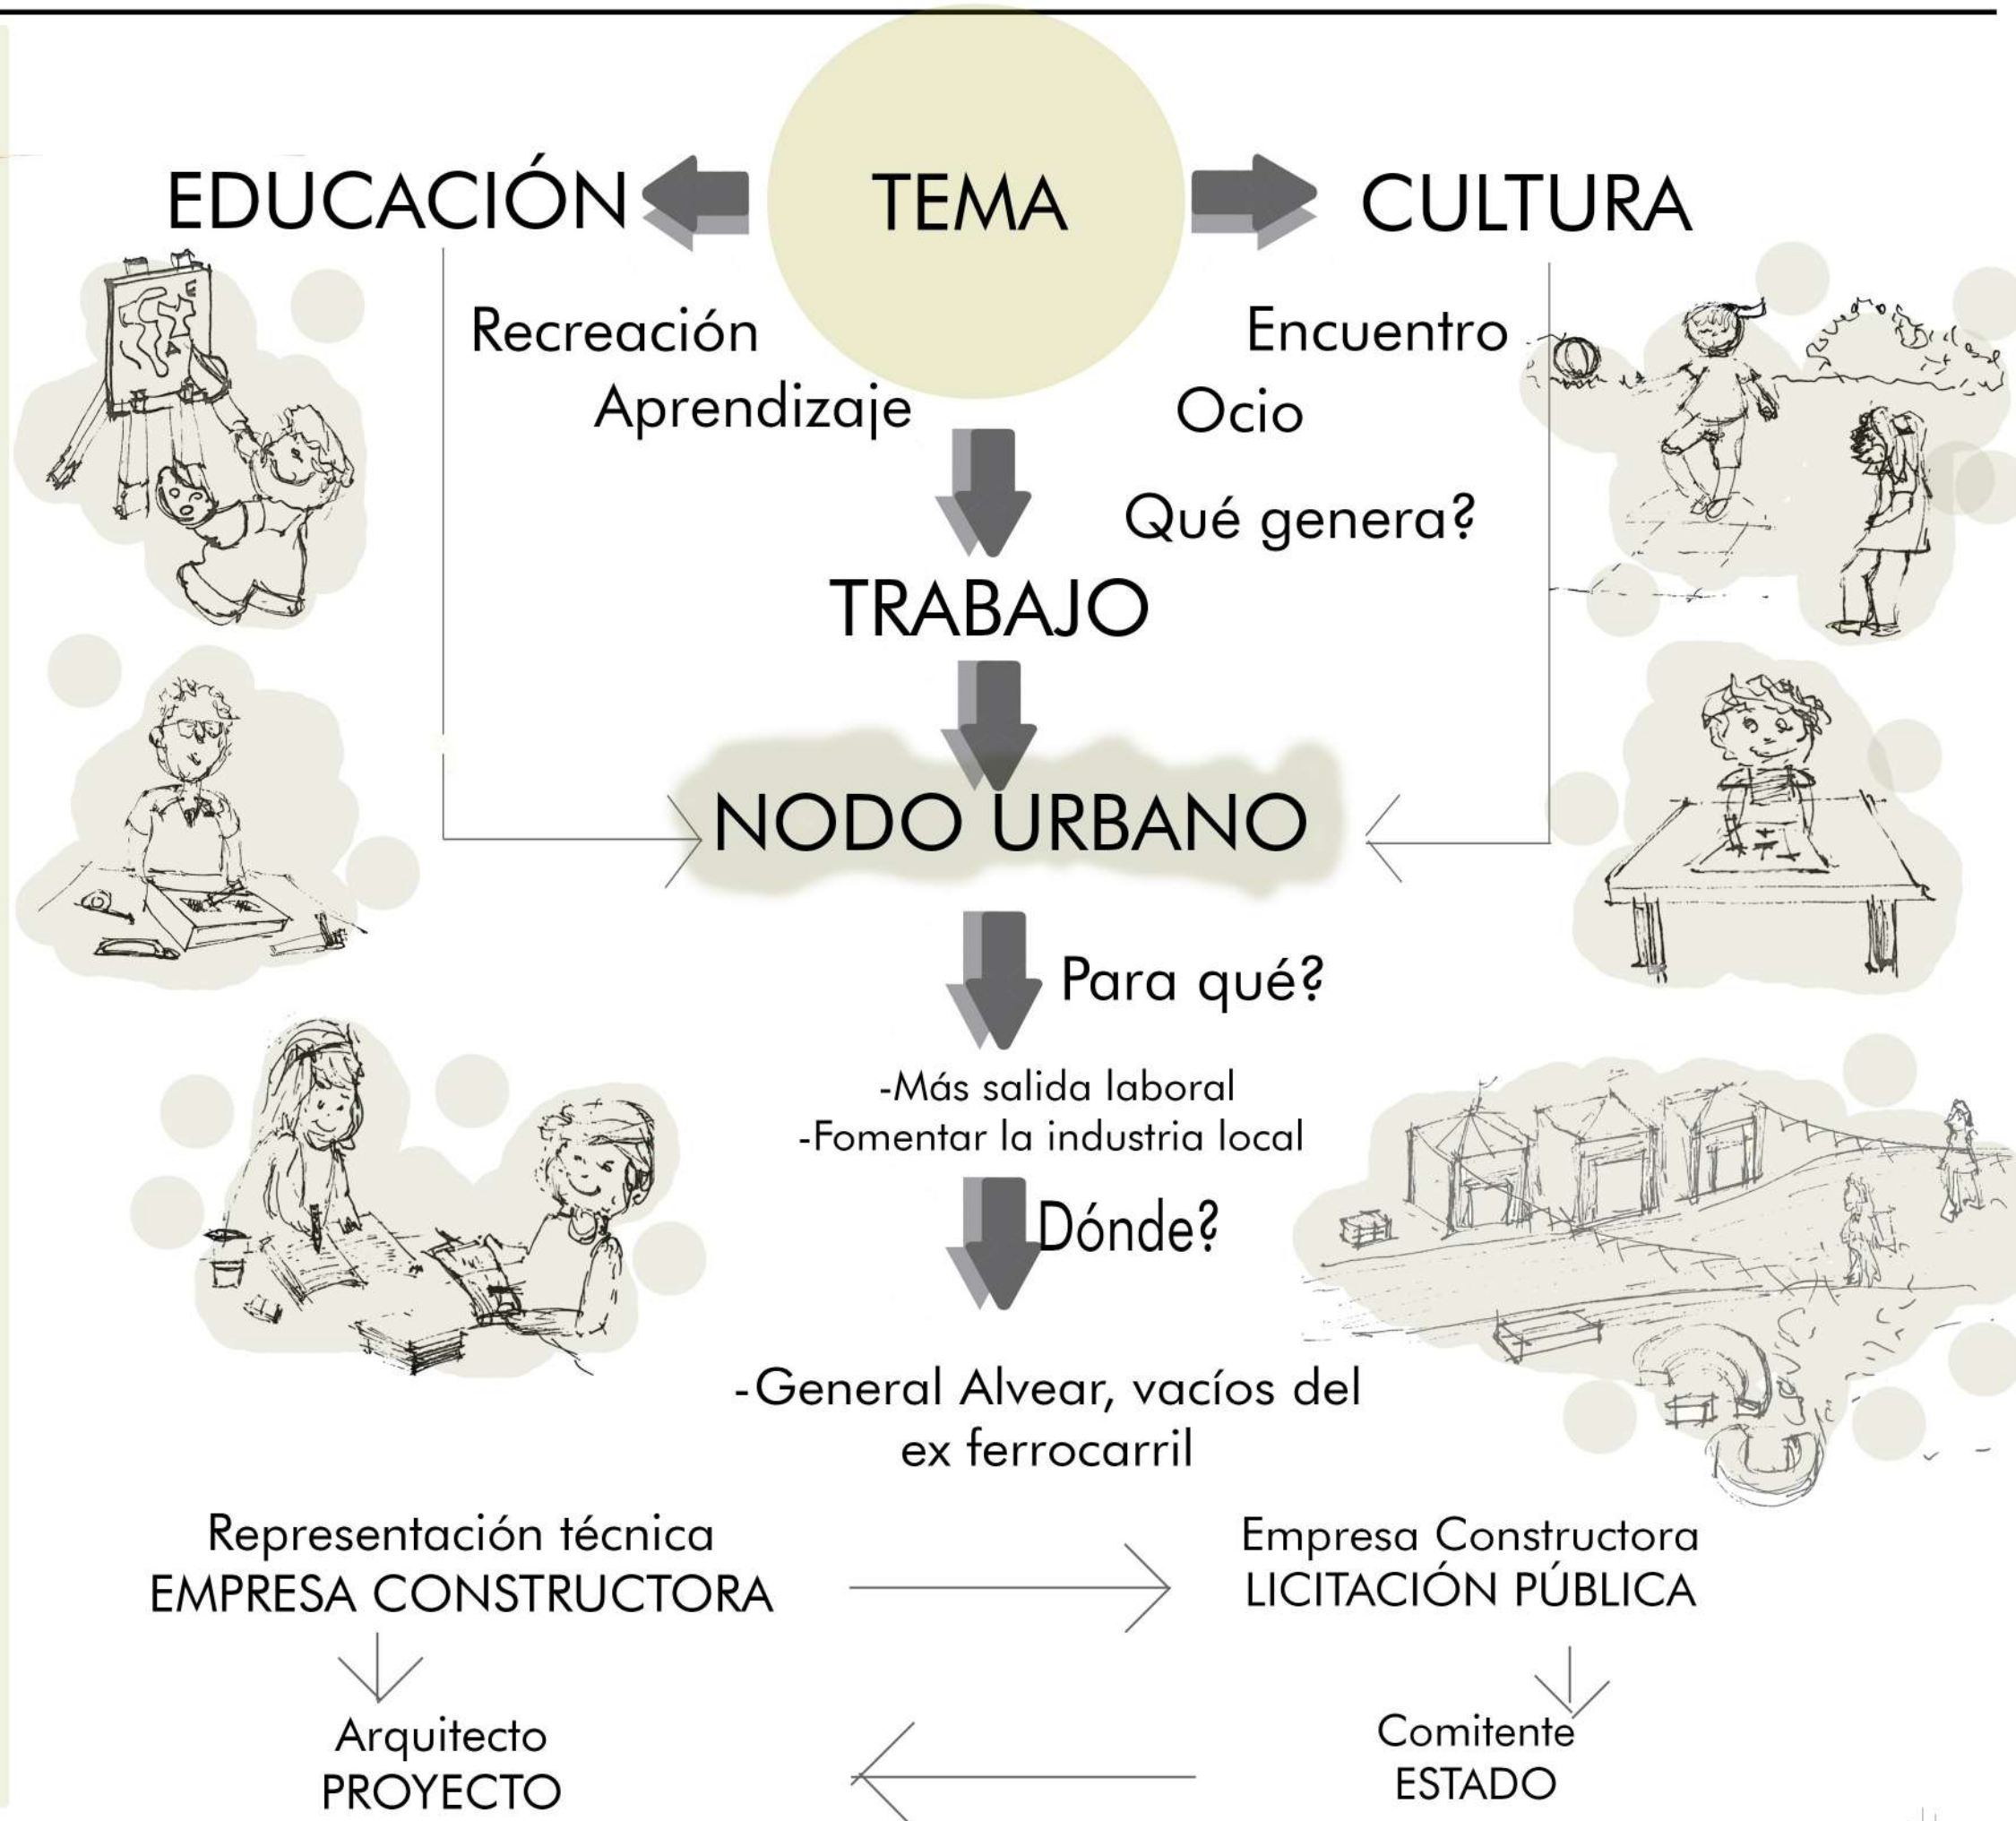 EDUCACIÓN
TEMA
CULTURA
Recreación
Encuentro
Aprendizaje
Ocio
Qué genera?
TRABAJO
NODO URBANO
Para qué?
-Más salida laboral
-Fomentar la industria local
Dónde?
-General Alvear, vacíos del
ex ferrocarril
Representación técnica
EMPRESA CONSTRUCTORA
Empresa Constructora
LICITACIÓN PÚBLICA
Arquitecto
PROYECTO
Comitente
ESTADO